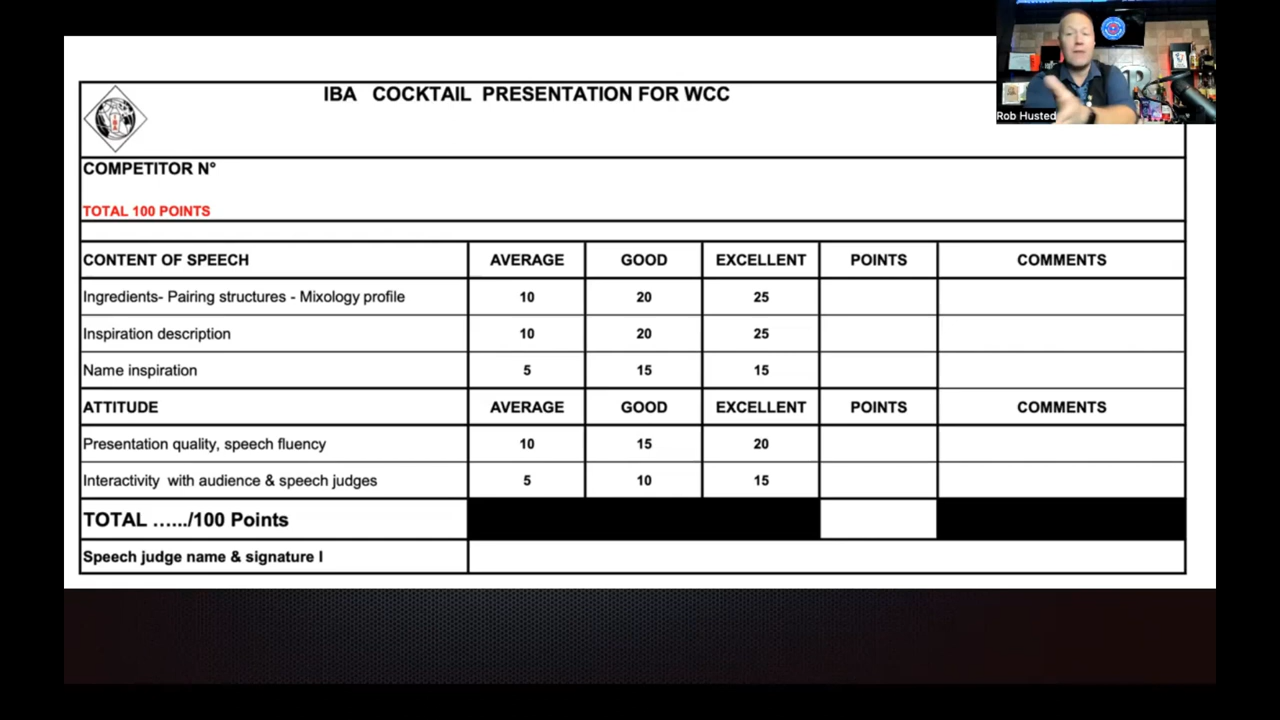 IBA COCKTAIL PRESENTATION FOR WCC
Rob Husted
COMPETITOR N°
TOTAL 100 POINTS
CONTENT OF SPEECH AVERAGE GOOD EXCELLENT POINTS COMMENTS
Ingredients- Pairing structures - Mixology profile 10 20 25
Inspiration description 10 20 25
Name inspiration 5 15 15
ATTITUDE AVERAGE GOOD EXCELLENT POINTS COMMENTS
Presentation quality, speech fluency 10 15 20
Interactivity with audience & speech judges 5 10 15
TOTAL ....../100 Points
Speech judge name & signature I